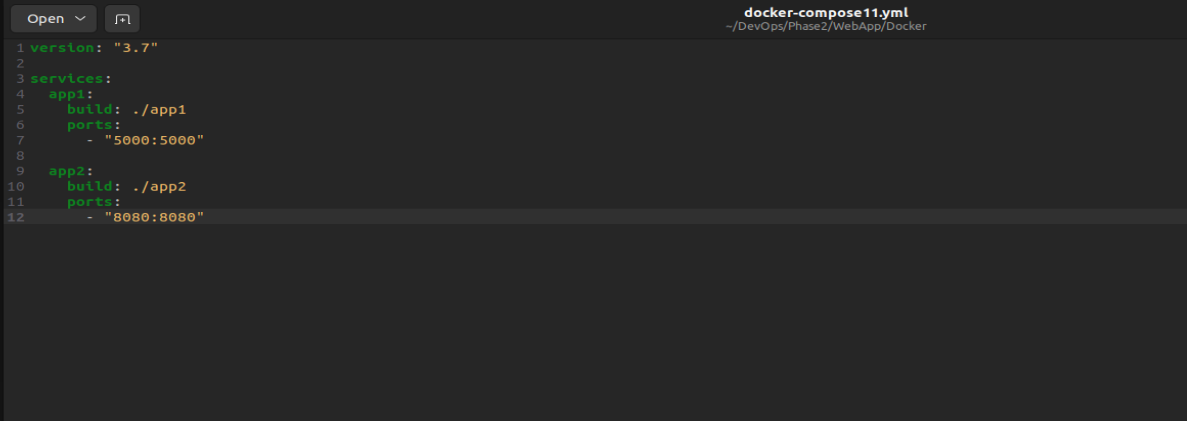 Open
docker-compose11.yml
~/DevOps/Phase2/WebApp/Docker
1 version: "3.7"
2
3 services:
4   app1:
5     build: ./app1
6     ports:
7       - "5000:5000"
8
9   app2:
10     build: ./app2
11     ports:
12       - "8080:8080"